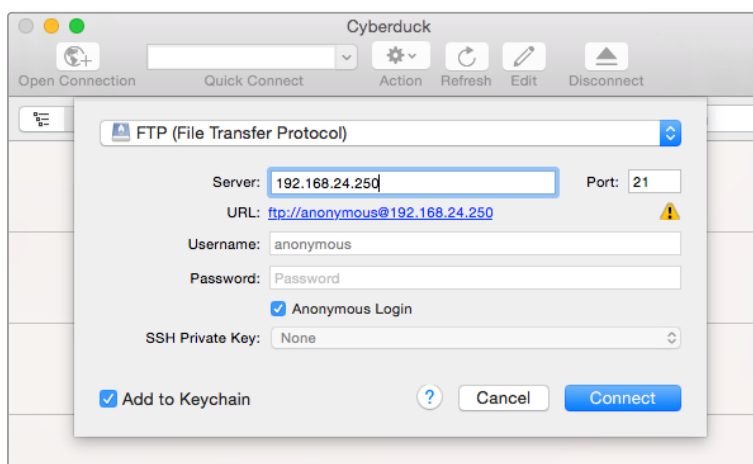 Cyberduck
Open Connection Quick Connect Action Refresh Edit Disconnect
FTP (File Transfer Protocol)
Server: 192.168.24.250 Port: 21
URL: ftp://anonymous@192.168.24.250
Username: anonymous
Password: Password
Anonymous Login
SSH Private Key: None
Add to Keychain ? Cancel Connect